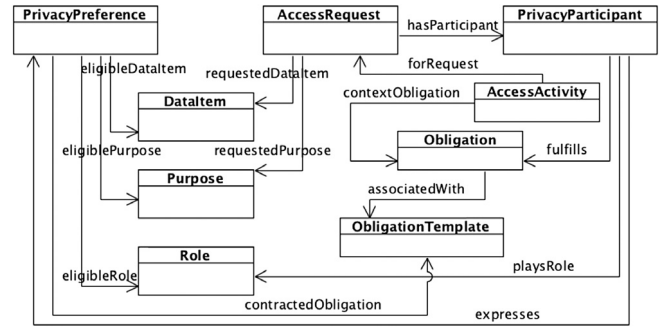 PrivacyPreference
AccessRequest
hasParticipant
PrivacyParticipant
eligibleDataItem
requestedDataItem
forRequest
DataItem
contextObligation
AccessActivity
eligiblePurpose
requestedPurpose
Obligation
fulfills
Purpose
associatedWith
ObligationTemplate
Role
eligibleRole
playsRole
contractedObligation
expresses